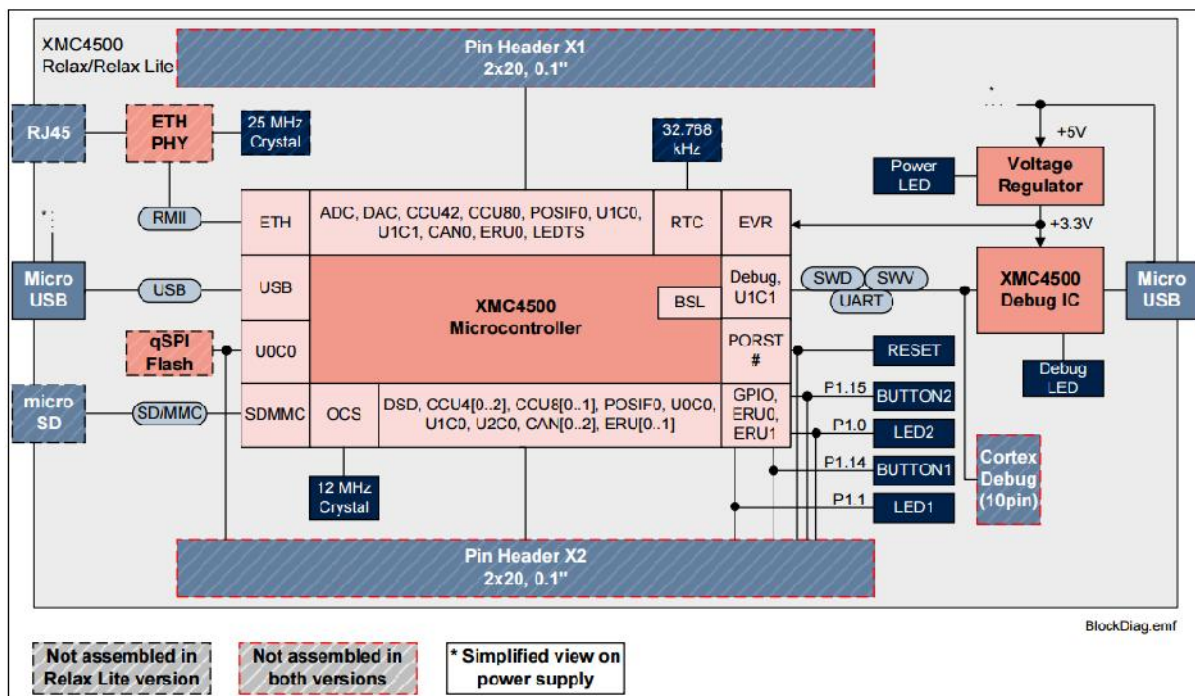 XMC4500
Relax/Relax Lite
Pin Header X1
2x20, 0.1"
RJ45
ETH
PHY
25 MHz
Crystal
32.768
kHz
*
+5V
Power
LED
Voltage
Regulator
RMII
ETH
ADC, DAC, CCU42, CCU80, POSIF0, U1C0,
U1C1, CAN0, ERU0, LEDTS
RTC
EVR
+3.3V
*
Micro
USB
USB
USB
XMC4500
Microcontroller
BSL
Debug,
U1C1
SWD
SWV
UART
XMC4500
Debug IC
Micro
USB
qSPI
Flash
U0C0
PORST
#
RESET
Debug
LED
micro
SD
SD/MMC
SDMMC
OCS
DSD, CCU4[0..2], CCU8[0..1], POSIF0, U0C0,
U1C0, U2C0, CAN[0..2], ERU[0..1]
GPIO,
ERU0,
ERU1
P1.15
BUTTON2
P1.0
LED2
P1.14
BUTTON1
P1.1
LED1
Cortex
Debug
(10pin)
12 MHz
Crystal
Pin Header X2
2x20, 0.1"
BlockDiag.emf
Not assembled in
Relax Lite version
Not assembled in
both versions
* Simplified view on
power supply